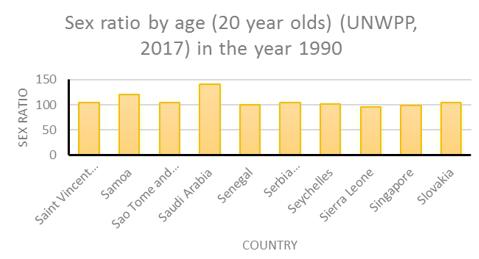 Sex ratio by age (20 year olds) (UNWPP,
2017) in the year 1990
SEX RATIO
150
100
50
0
Saint Vincent...
Samoa
Sao Tome and...
Saudi Arabia
Senegal
Serbia...
Seychelles
Sierra Leone
Singapore
Slovakia
COUNTRY